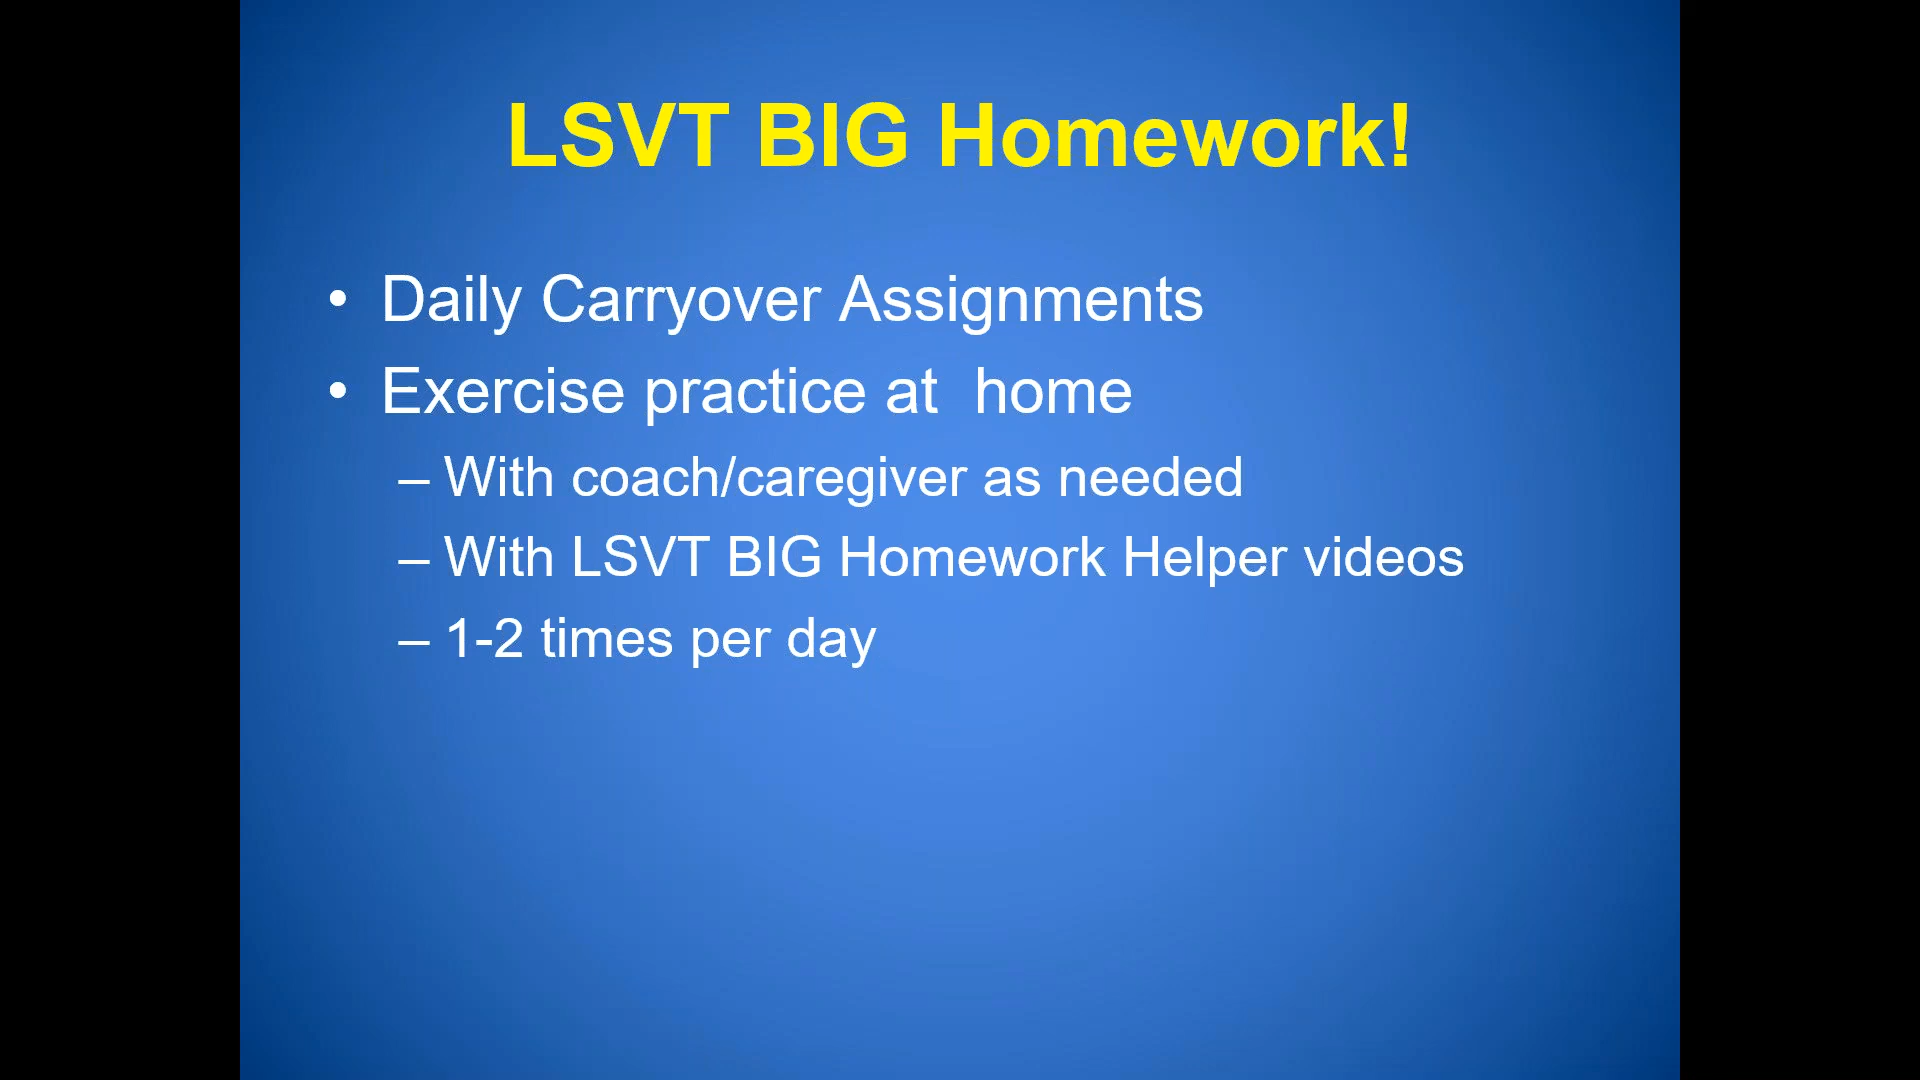 LSVT BIG Homework!
• Daily Carryover Assignments
• Exercise practice at  home
– With coach/caregiver as needed
– With LSVT BIG Homework Helper videos
– 1-2 times per day